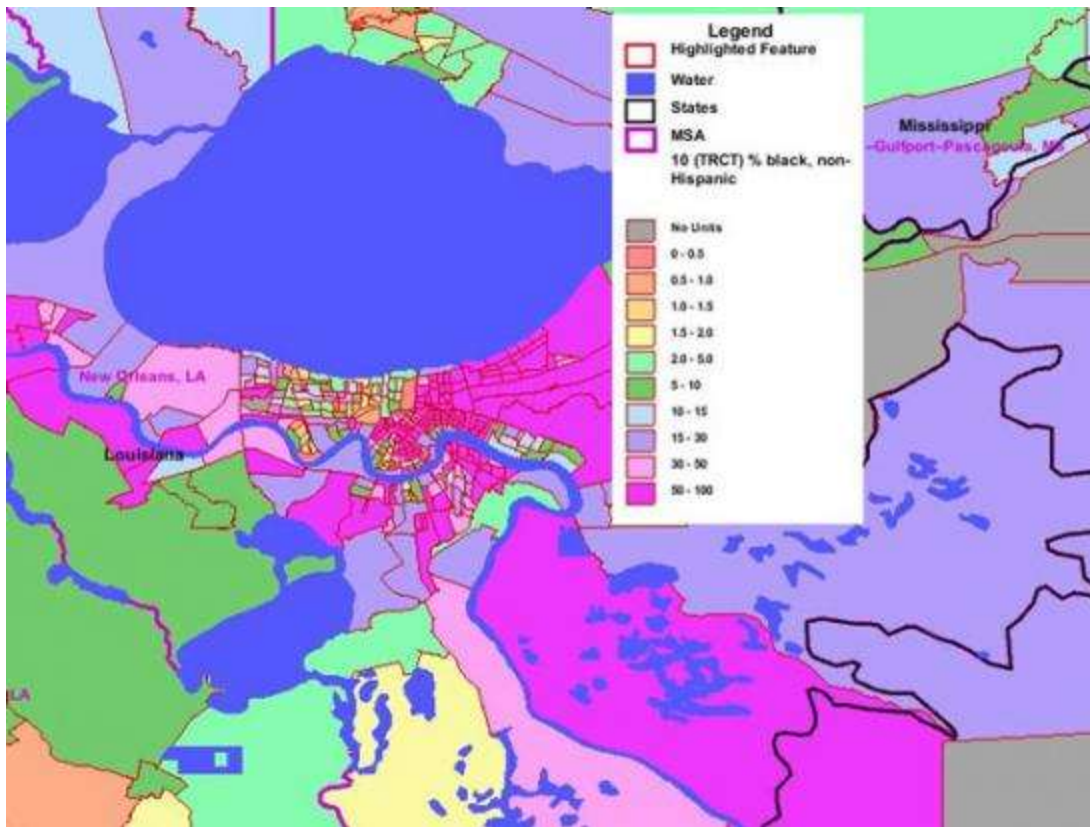 Legend
Highlighted Feature
Water
States
MSA
10 (TRCT) % black, non-
Hispanic
No Units
0 - 0.5
0.5 - 1.0
1.0 - 1.5
1.5 - 2.0
2.0 - 5.0
5 - 10
10 - 15
15 - 30
30 - 50
50 - 100
Mississippi
-Gulfport-Pascagoula, MS
New Orleans, LA
Louisiana
LA